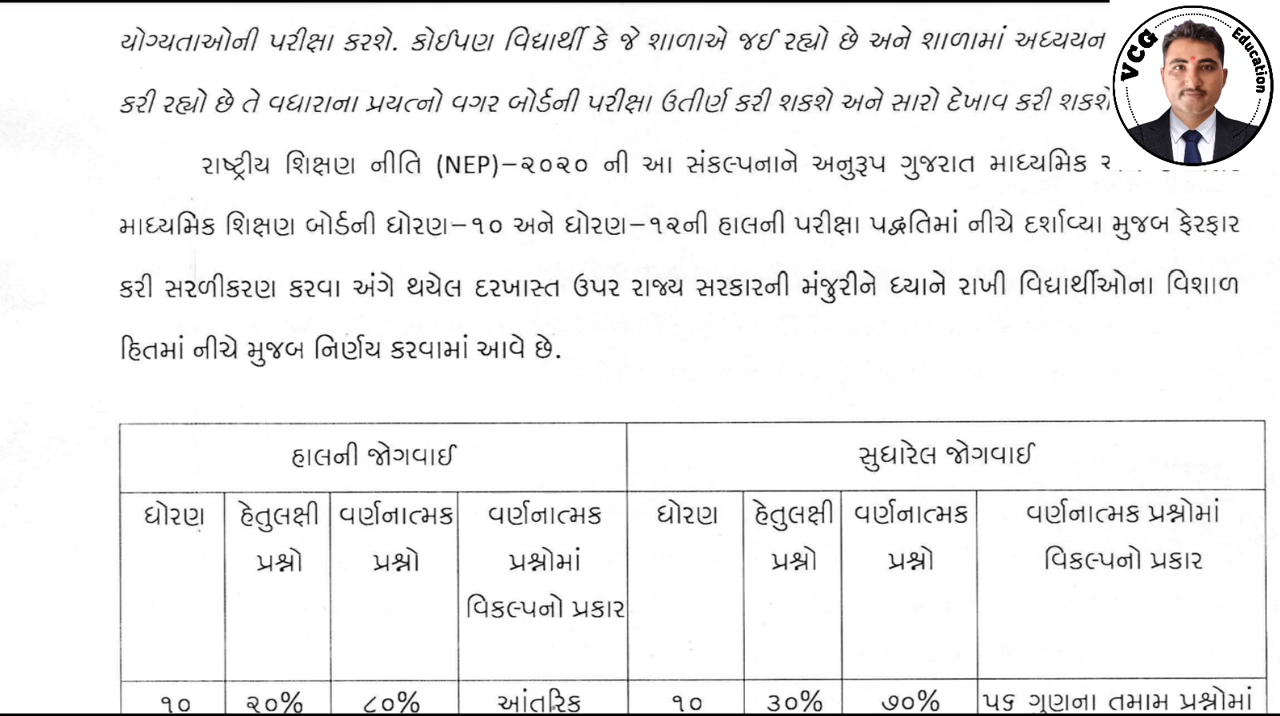 યોગ્યતાઓની પરીક્ષા કરશે. કોઈપણ વિદ્યાર્થી કે જે શાળાએ જઈ રહ્યો છે અને શાળામાં અધ્યયન
કરી રહ્યો છે તે વધારાના પ્રયત્નો વગર બોર્ડની પરીક્ષા ઉતીર્ણ કરી શકશે અને સારો દેખાવ કરી શકશે
રાષ્ટ્રીય શિક્ષણ નીતિ (NEP)–૨૦૨૦ ની આ સંકલ્પનાને અનુરૂપ ગુજરાત માધ્યમિક
માધ્યમિક શિક્ષણ બોર્ડની ધોરણ–૧૦ અને ધોરણ–૧૨ની હાલની પરીક્ષા પદ્ધતિમાં નીચે દર્શાવ્યા મુજબ ફેરફાર
કરી સરળીકરણ કરવા અંગે થયેલ દરખાસ્ત ઉપર રાજ્ય સરકારની મંજુરીને ધ્યાને રાખી વિદ્યાર્થીઓના વિશાળ
હિતમાં નીચે મુજબ નિર્ણય કરવામાં આવે છે.
હાલની જોગવાઈ સુધારેલ જોગવાઈ
ધોરણ હેતુલક્ષી વર્ણનાત્મક વર્ણનાત્મક ધોરણ હેતુલક્ષી વર્ણનાત્મક વર્ણનાત્મક પ્રશ્નોમાં
પ્રશ્નો પ્રશ્નો પ્રશ્નોમાં પ્રશ્નો પ્રશ્નો વિકલ્પનો પ્રકાર
વિકલ્પનો પ્રકાર
૧૦ ૨૦% ૮૦% આંતરિક ૧૦ ૩૦% ૭૦% ૫૬ ગુણના તમામ પ્રશ્નોમાં
VCG Education